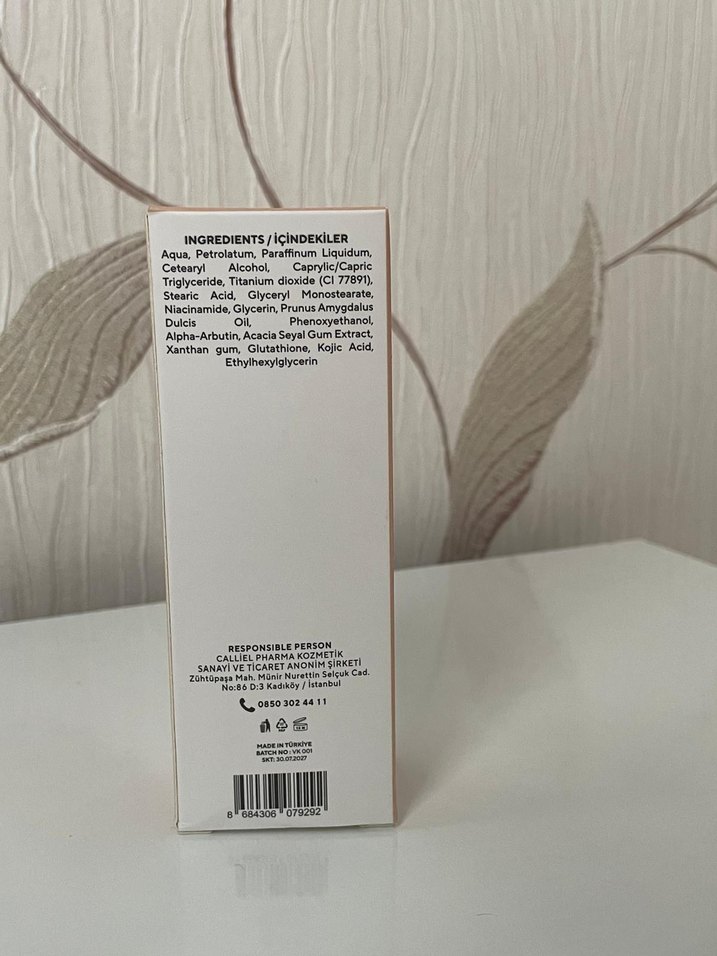 INGREDIENTS / İÇİNDEKİLER
Aqua, Petrolatum, Paraffinum Liquidum,
Cetearyl Alcohol, Caprylic/Capric
Triglyceride, Titanium dioxide (CI 77891),
Stearic Acid, Glyceryl Monostearate,
Niacinamide, Glycerin, Prunus Amygdalus
Dulcis Oil, Phenoxyethanol,
Alpha-Arbutin, Acacia Seyal Gum Extract,
Xanthan gum, Glutathione, Kojic Acid,
Ethylhexylglycerin
RESPONSIBLE PERSON
CALLİEL PHARMA KOZMETİK
SANAYİ VE TİCARET ANONİM ŞİRKETİ
Zühtüpaşa Mah. Münir Nurettin Selçuk Cad.
No:86 D:3 Kadıköy / İstanbul
0850 302 44 11
MADE IN TÜRKİYE
BATCH NO : VK 001
SKT: 30.07.2027
8 684306 079292